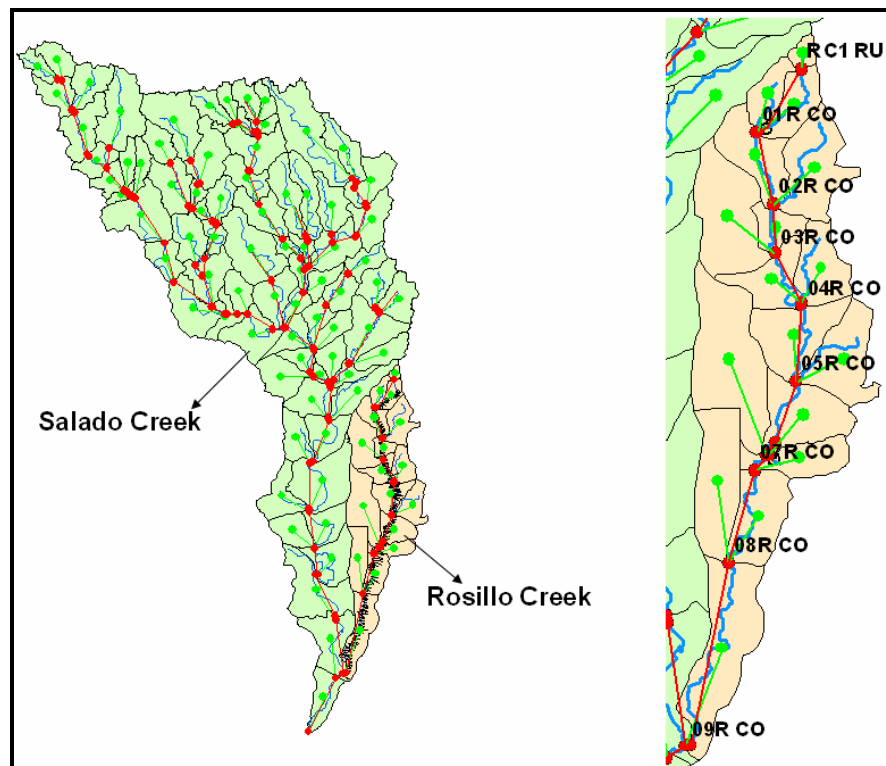 Salado Creek
Rosillo Creek
RC1 RU
01R CO
02R CO
03R CO
04R CO
05R CO
07R CO
08R CO
09R CO